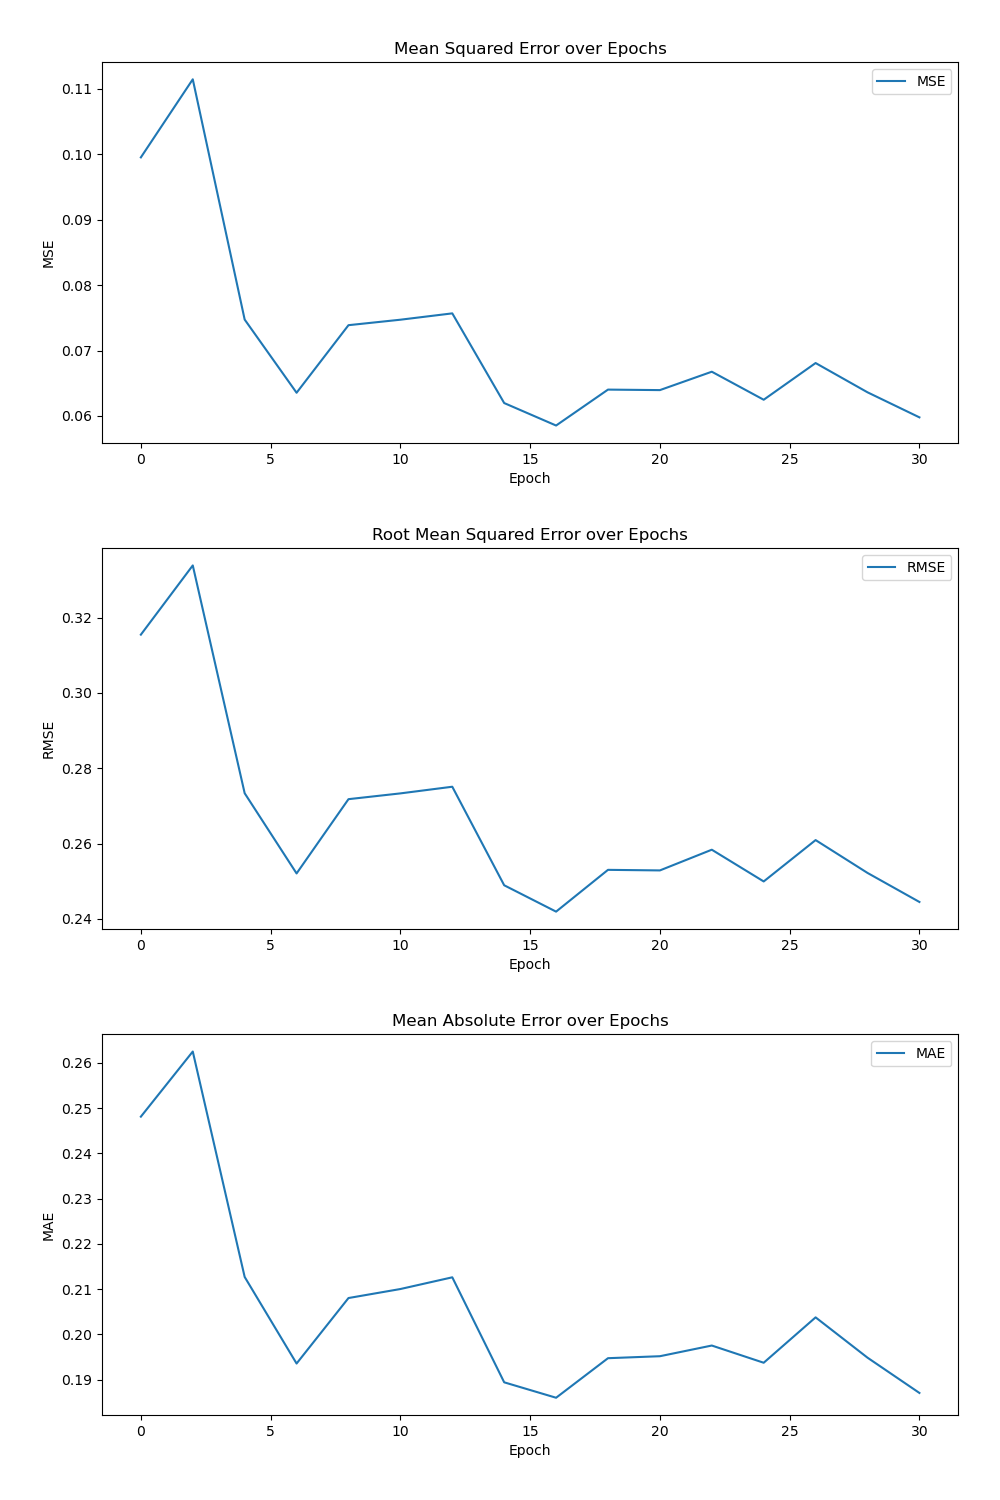 Mean Squared Error over Epochs
MSE
0.11
0.10
0.09
0.08
0.07
0.06
MSE
0 5 10 15 20 25 30
Epoch
Root Mean Squared Error over Epochs
RMSE
0.32
0.30
0.28
0.26
0.24
RMSE
0 5 10 15 20 25 30
Epoch
Mean Absolute Error over Epochs
MAE
0.26
0.25
0.24
0.23
0.22
0.21
0.20
0.19
MAE
0 5 10 15 20 25 30
Epoch